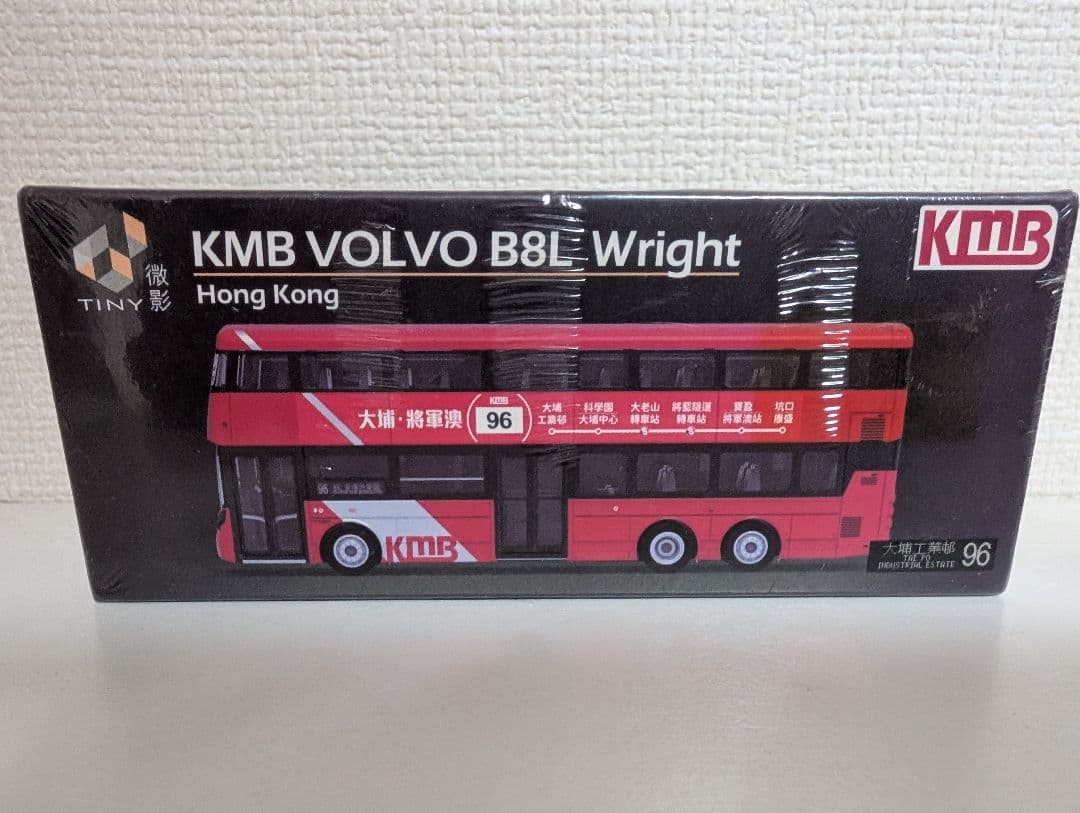 TINY 微影
KMB VOLVO B8L Wright
Hong Kong
KMB
大埔·將軍澳
KMB
96
大埔
工業邨
科學園
大埔中心
大老山
轉車站
將藍隧道
轉車站
寶盈
將軍澳站
坑口
康盛
96
KMB
大埔工業邨
TAI PO
INDUSTRIAL ESTATE
96